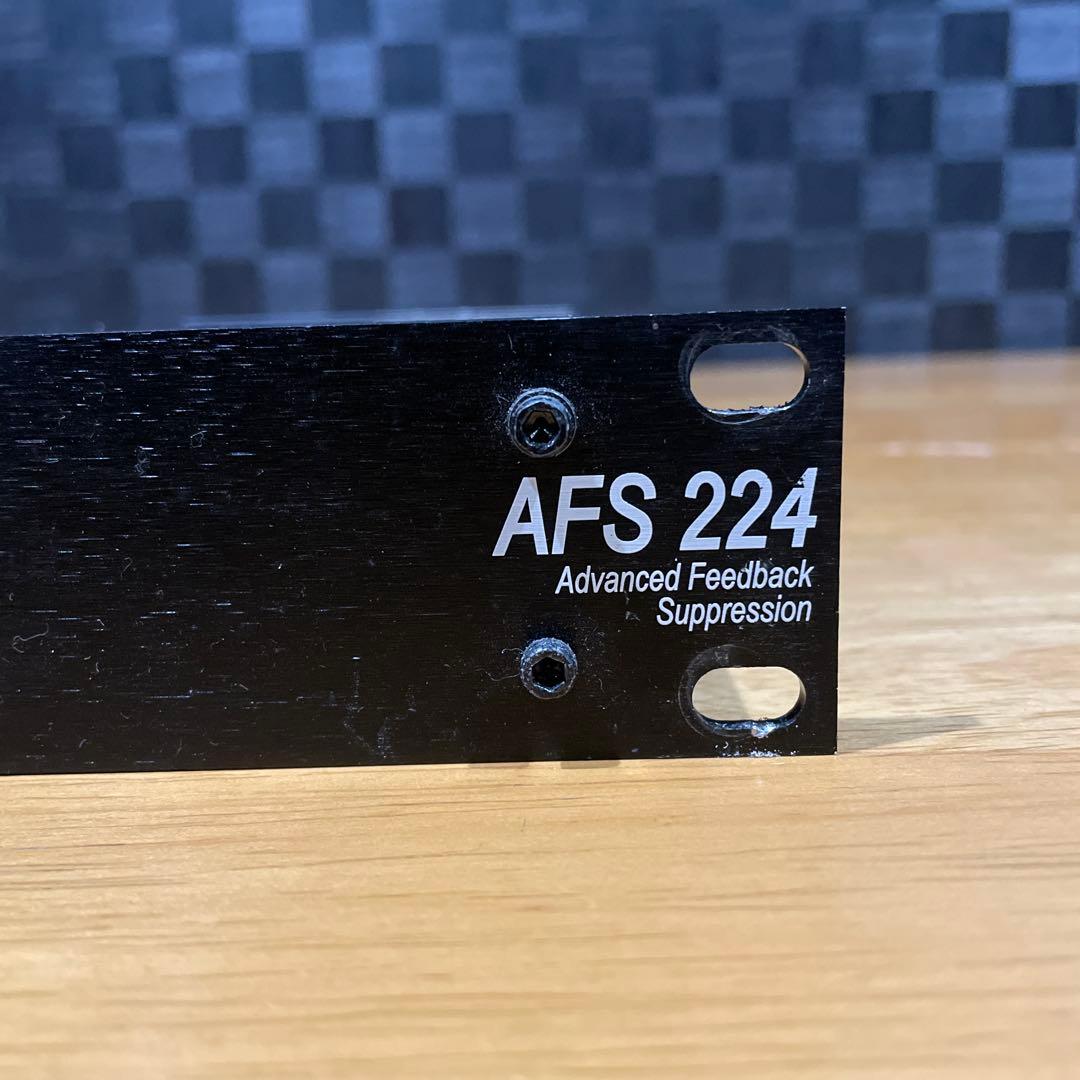 AFS 224
Advanced Feedback
Suppression